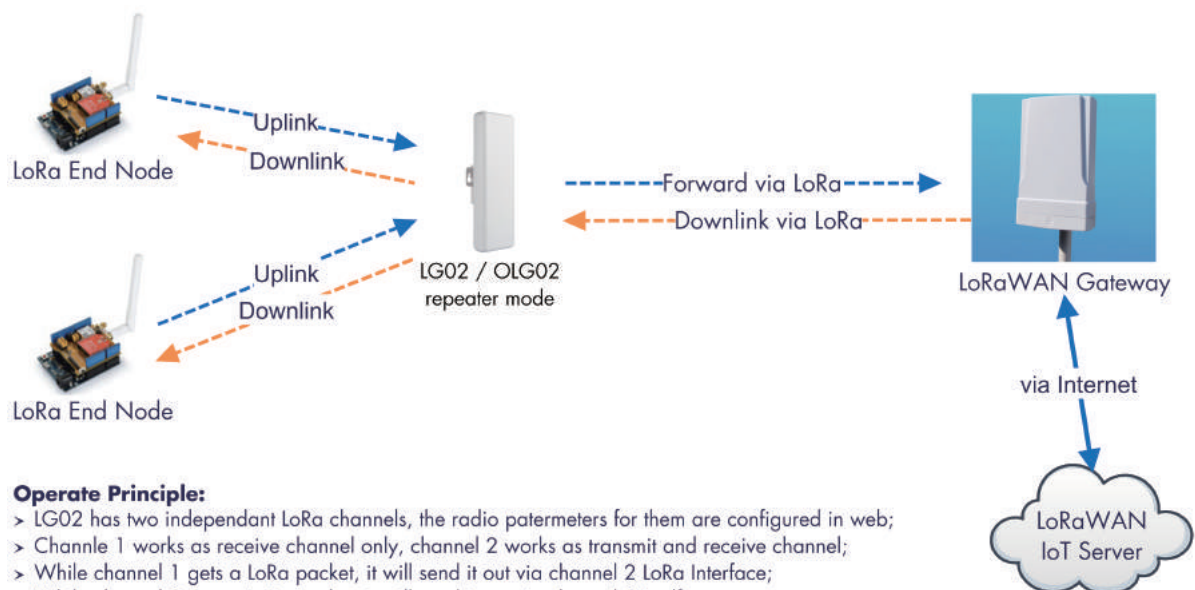 Uplink
Downlink
LoRa End Node
Forward via LoRa
Downlink via LoRa
LG02 / OLG02
repeater mode
LoRaWAN Gateway
Uplink
Downlink
LoRa End Node
via Internet
LoRaWAN
IoT Server
Operate Principle:
> LG02 has two independant LoRa channels, the radio patermeters for them are configured in web;
> Channle 1 works as receive channel only, channel 2 works as transmit and receive channel;
> While channel 1 gets a LoRa packet, it will send it out via channel 2 LoRa Interface;